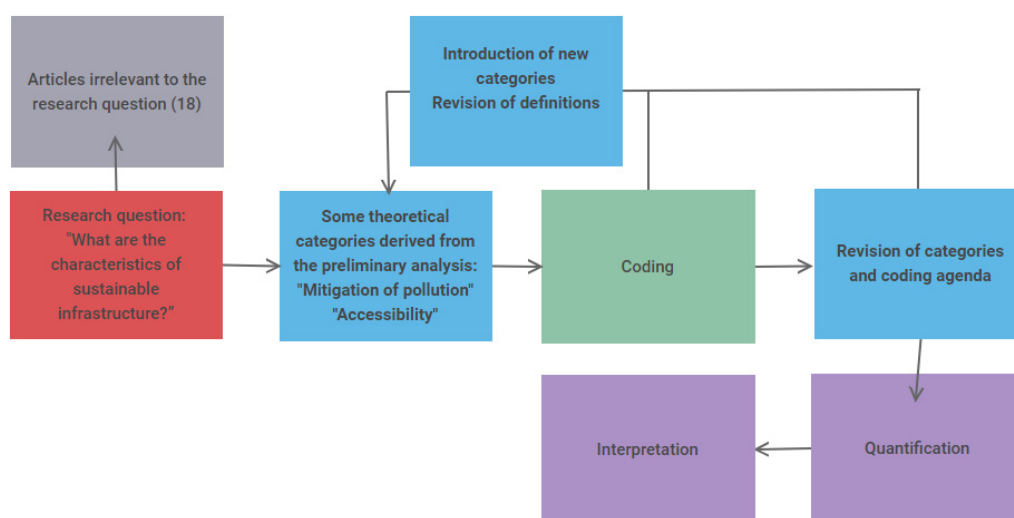 Articles irrelevant to the
research question (18)
Introduction of new
categories
Revision of definitions
Research question:
"What are the
characteristics of
sustainable
infrastructure?”
Some theoretical
categories derived from
the preliminary analysis:
"Mitigation of pollution"
"Accessibility"
Coding
Revision of categories
and coding agenda
Interpretation
Quantification